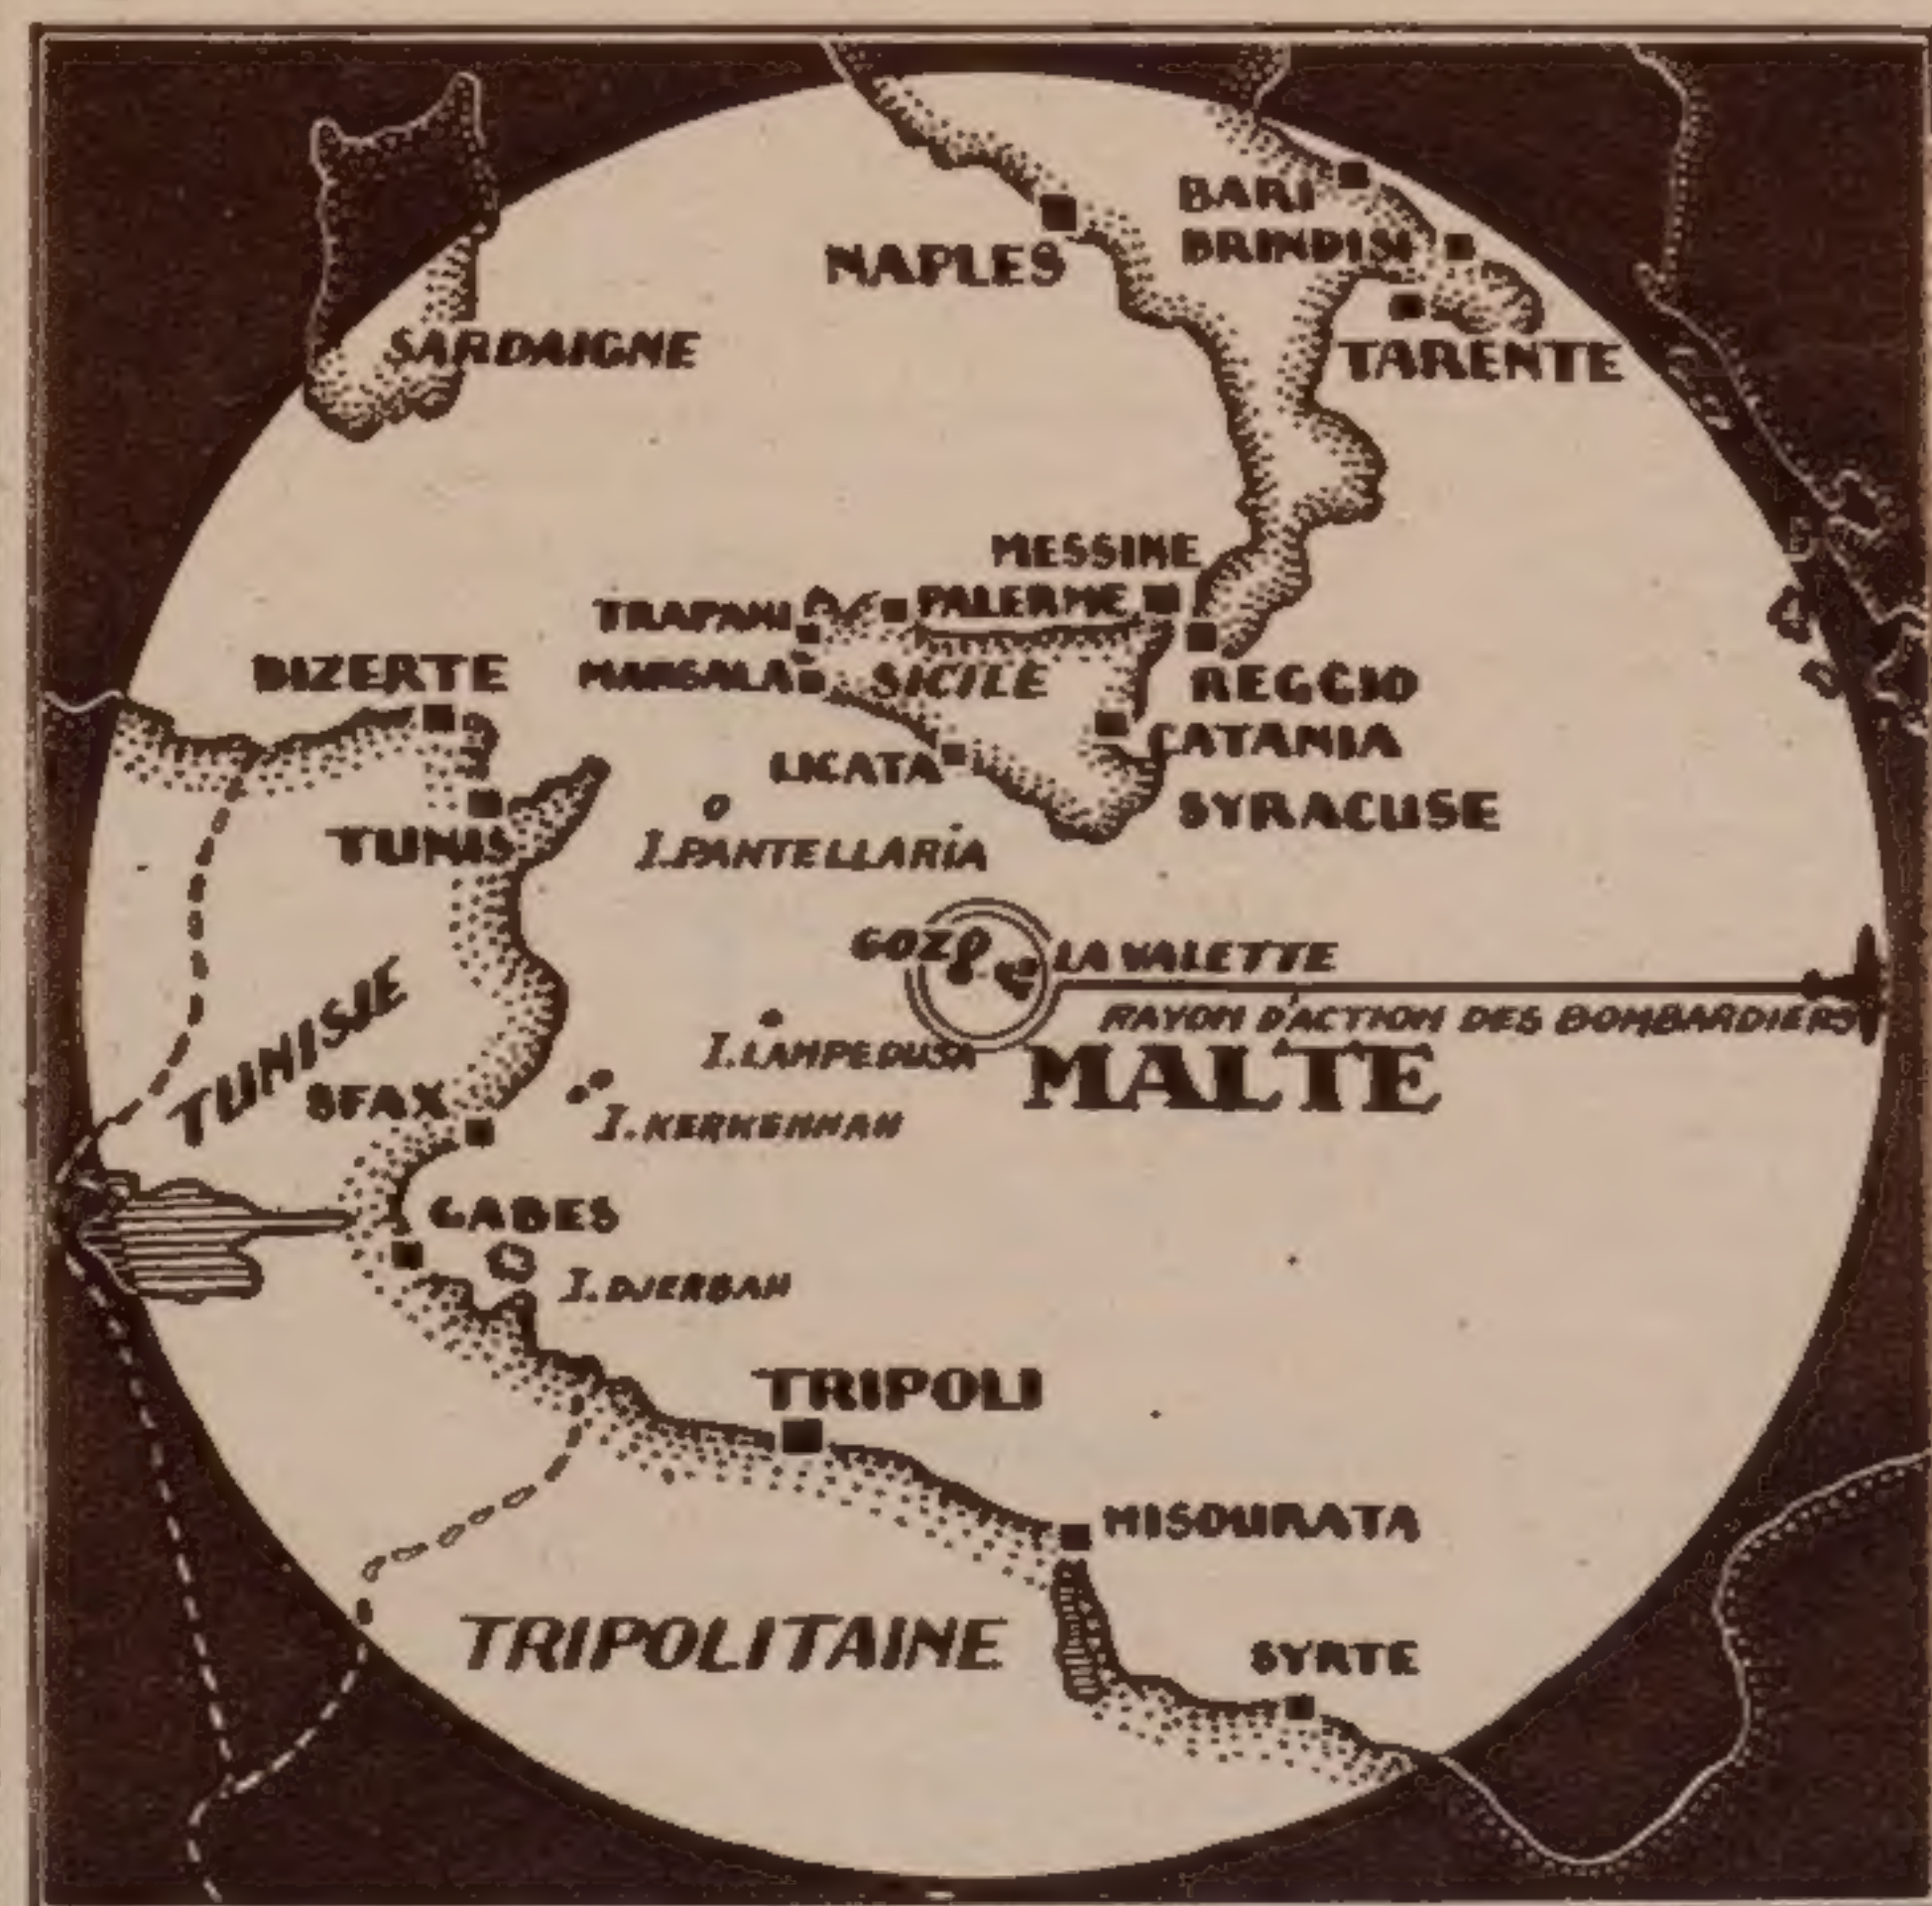 BARI
BRINDISI
NAPLES
TARENTE
SARDAIGNE
MESSINE
PALERME
TRAPANI
MARSALA
SICILE
REGGIO
BIZERTE
CATANIA
LICATA
SYRACUSE
TUNIS
I.PANTELLARIA
GOZO
LA VALETTE
RAYON D'ACTION DES BOMBARDIERS
MALTE
I.LAMPEDUSA
TUNISIE
SFAX
I.KERKENNAH
GABES
I.DJERBAH
TRIPOLI
MISOURATA
TRIPOLITAINE
SYRTE